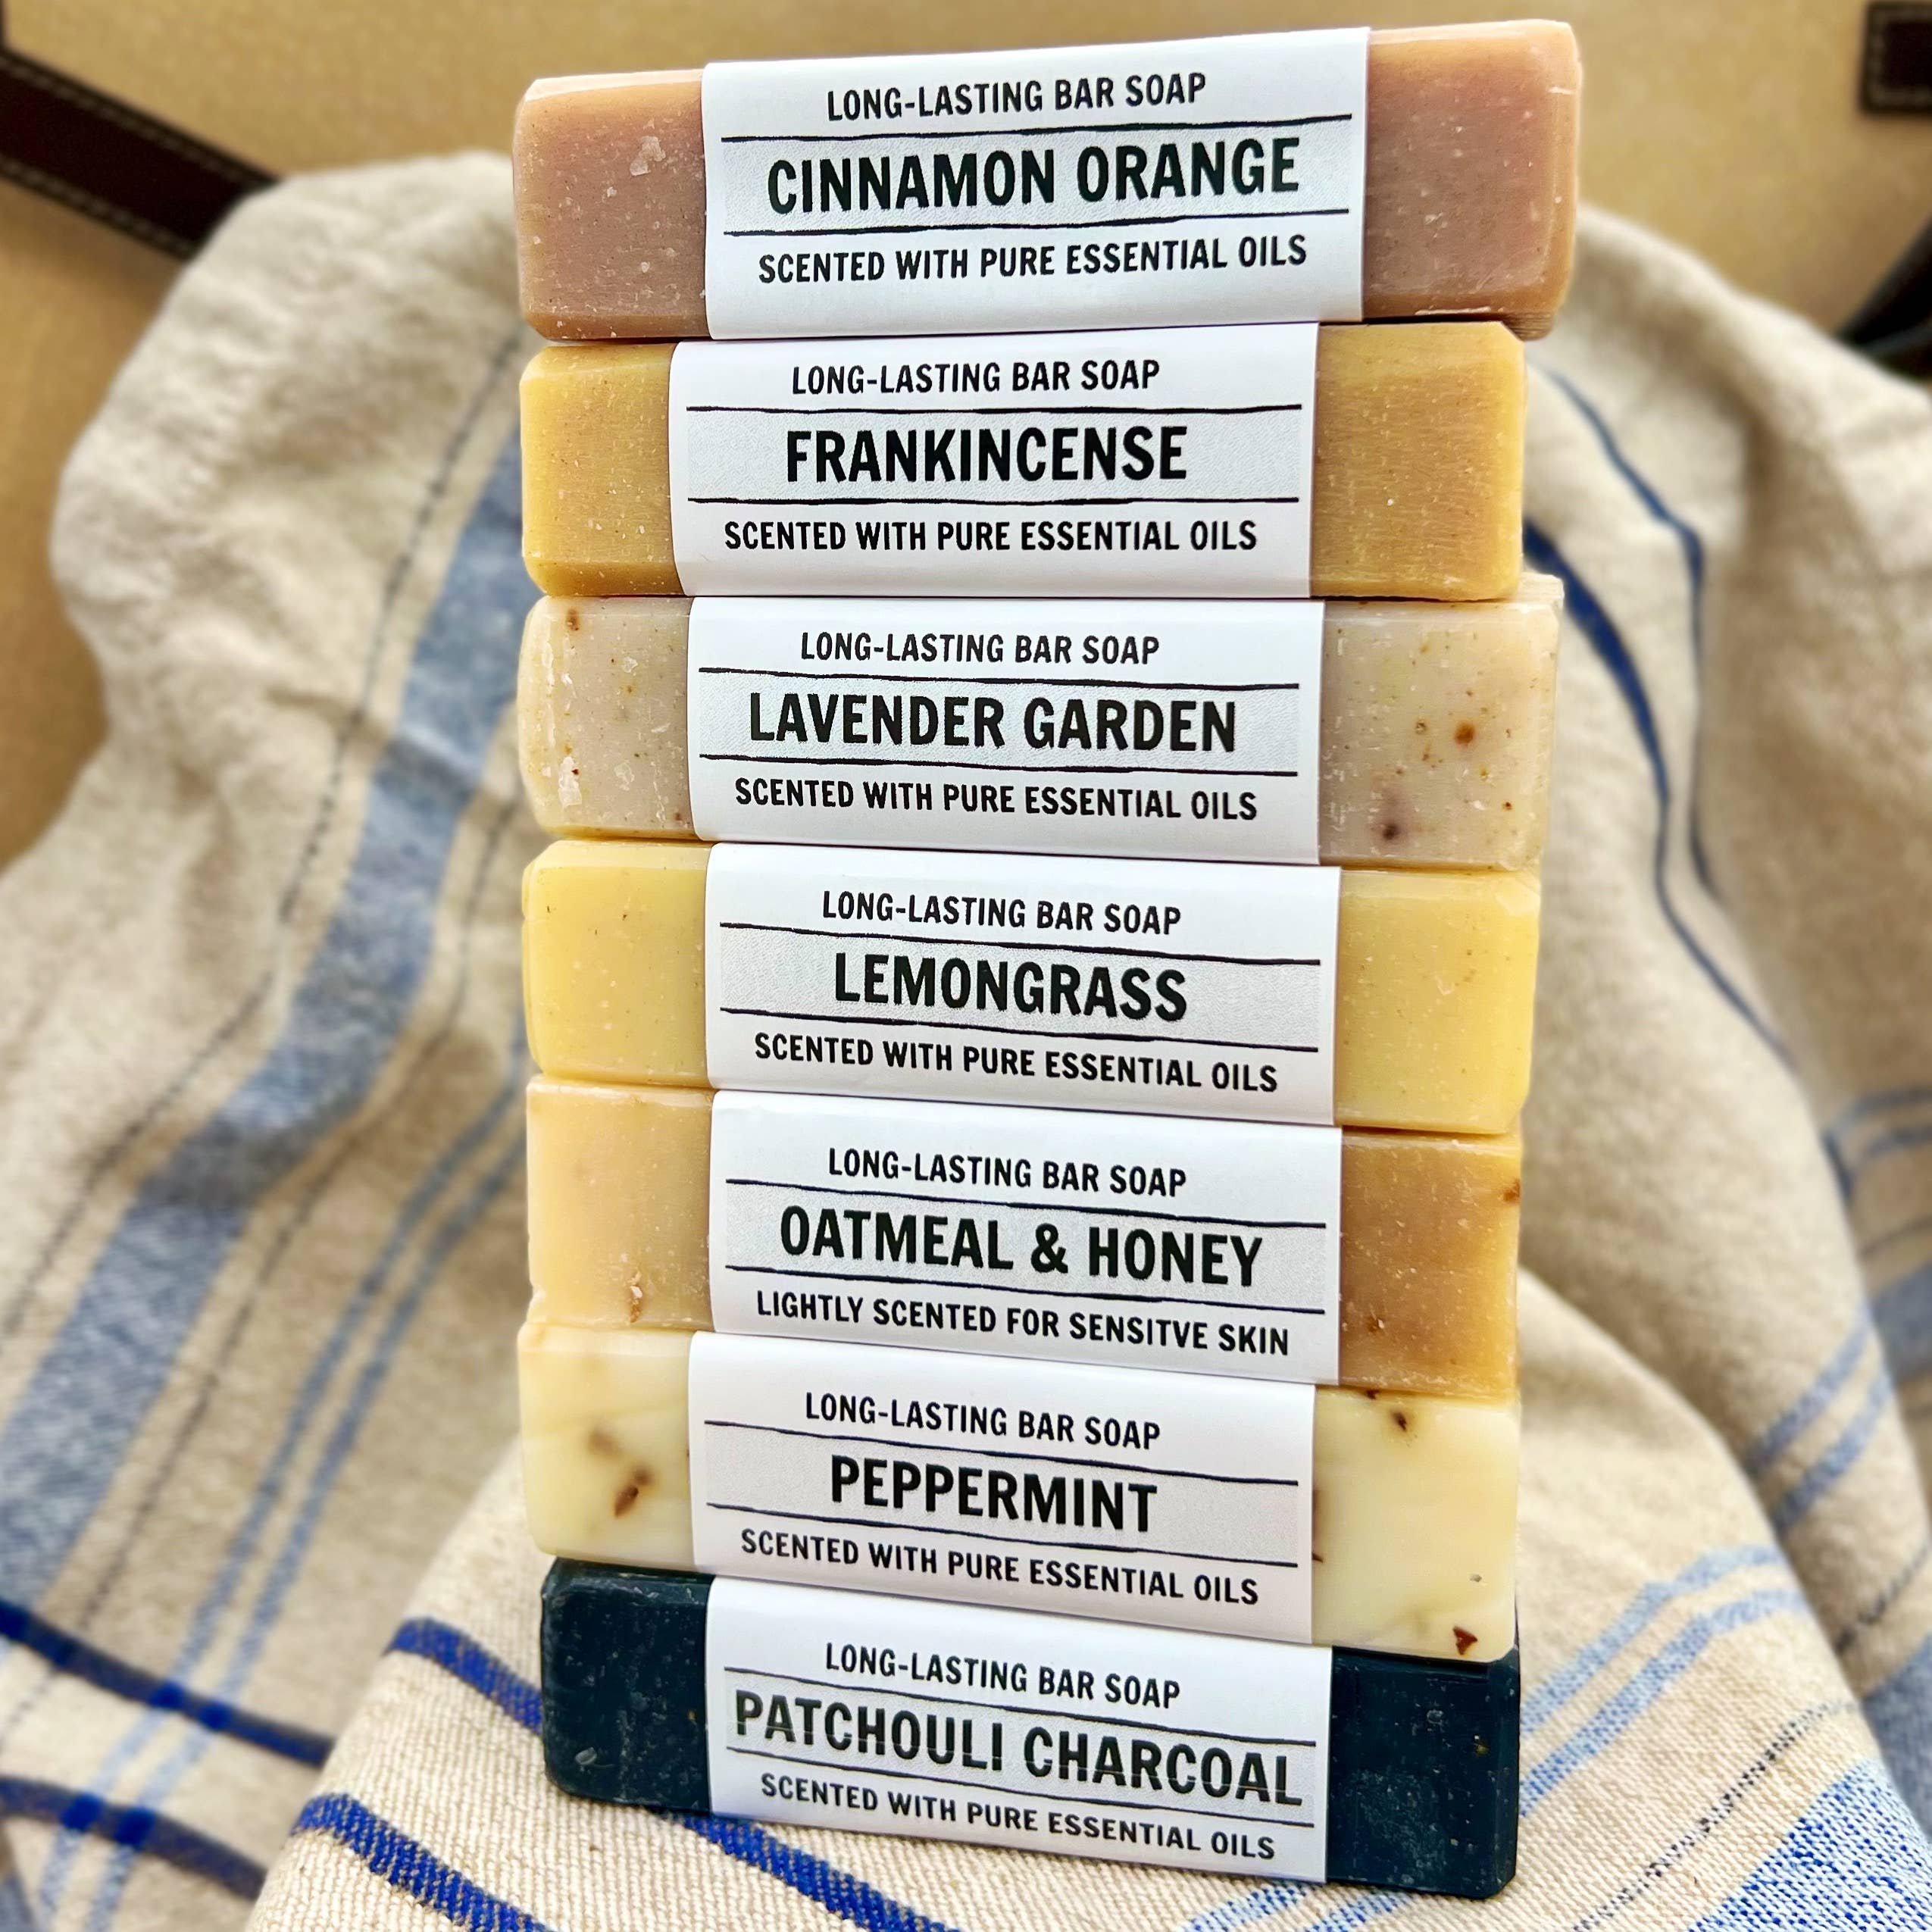 LONG-LASTING BAR SOAP
CINNAMON ORANGE
SCENTED WITH PURE ESSENTIAL OILS
LONG-LASTING BAR SOAP
FRANKINCENSE
SCENTED WITH PURE ESSENTIAL OILS
LONG-LASTING BAR SOAP
LAVENDER GARDEN
SCENTED WITH PURE ESSENTIAL OILS
LONG-LASTING BAR SOAP
LEMONGRASS
SCENTED WITH PURE ESSENTIAL OILS
LONG-LASTING BAR SOAP
OATMEAL & HONEY
LIGHTLY SCENTED FOR SENSITVE SKIN
LONG-LASTING BAR SOAP
PEPPERMINT
SCENTED WITH PURE ESSENTIAL OILS
LONG-LASTING BAR SOAP
PATCHOULI CHARCOAL
SCENTED WITH PURE ESSENTIAL OILS